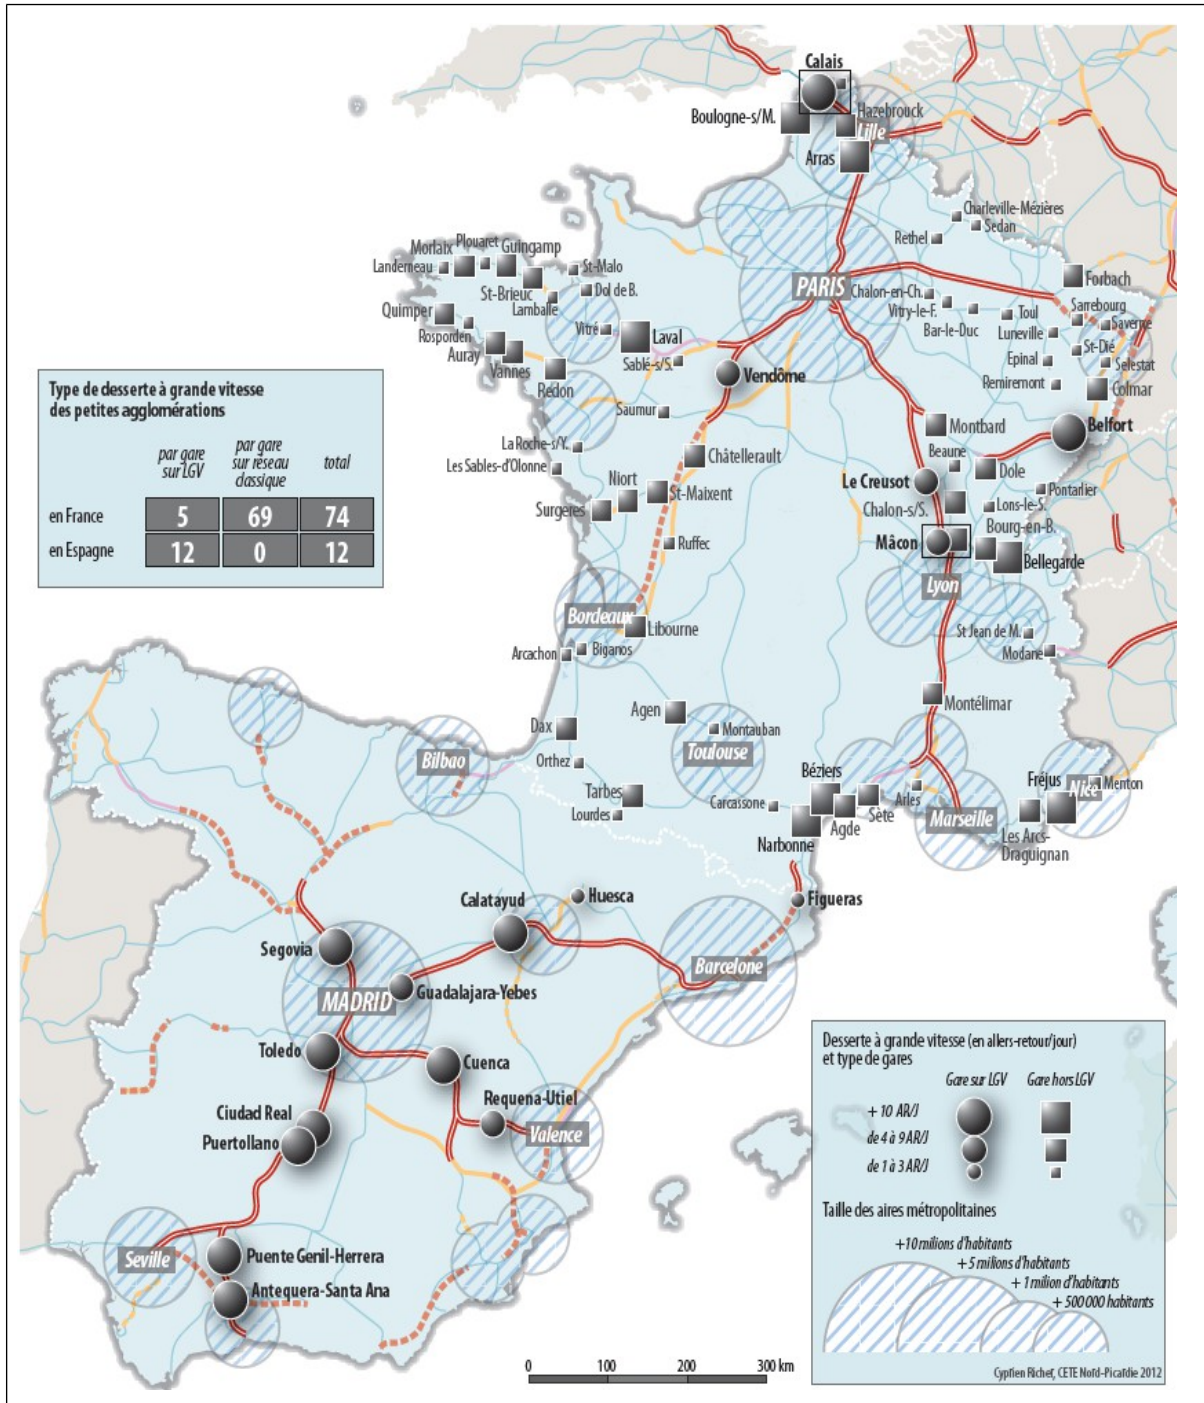 Calais
Boulogne-s/M.
Hazebrouck
Lille
Arras
Charleville-Mézières
Sedan
Rethel
Morlaix
Plouaret
Guingamp
Landerneau
St-Malo
St-Brieuc
Dol de B.
Lamballe
PARIS
Forbach
Chalon-en-Ch.
Vitry-le-F.
Sarrebourg
Toul
Saverne
Bar-le-Duc
Luneville
Quimper
Rosporden
Vitré
Laval
St-Dié
Auray
Vannes
Sablé-s/S.
Epinal
Selestat
Redon
Vendôme
Remiremont
Colmar
Saumur
Type de desserte à grande vitesse
des petites agglomérations
par gare sur LGV
par gare sur réseau classique
total
en France 5 69 74
en Espagne 12 0 12
Montbard
Belfort
La Roche-s/Y.
Châtellerault
Beaune
Les Sables-d'Olonne
Dole
Niort
Le Creusot
Pontarlier
St-Maixent
Surgeres
Chalon-s/S.
Lons-le-S.
Ruffec
Bourg-en-B.
Mâcon
Bellegarde
Lyon
Bordeaux
Libourne
St Jean de M.
Arcachon
Biganos
Modane
Montélimar
Agen
Dax
Montauban
Bilbao
Toulouse
Orthez
Béziers
Fréjus
Menton
Nice
Tarbes
Arles
Carcassone
Sète
Lourdes
Agde
Marseille
Narbonne
Les Arcs-
Draguignan
Huesca
Calatayud
Figueras
Segovia
Barcelone
MADRID
Guadalajara-Yebes
Toledo
Cuenca
Requena-Utiel
Ciudad Real
Puertollano
Valence
Seville
Puente Genil-Herrera
Antequera-Santa Ana
Desserte à grande vitesse (en allers-retour/jour)
et type de gares
Gare sur LGV Gare hors LGV
+ 10 AR/J
de 4 à 9 AR/J
de 1 à 3 AR/J
Taille des aires métropolitaines
+10 milions d'habitants
+ 5 milions d'habitants
+ 1 milion d'habitants
+ 500 000 habitants
0 100 200 300 km
Cyprien Richer, CETE Nord-Picardie 2012